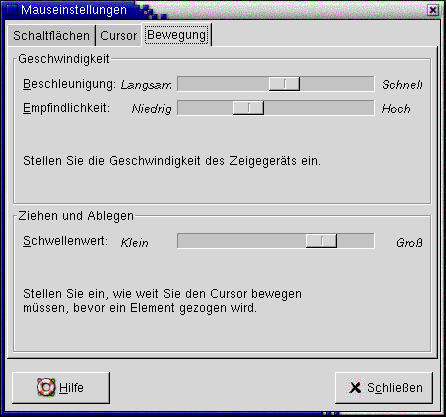 Mauseinstellungen
Schaltflächen Cursor Bewegung
Geschwindigkeit
Beschleunigung: Langsam Schnell
Empfindlichkeit: Niedrig Hoch
Stellen Sie die Geschwindigkeit des Zeigegeräts ein.
Ziehen und Ablegen
Schwellenwert: Klein Groß
Stellen Sie ein, wie weit Sie den Cursor bewegen
müssen, bevor ein Element gezogen wird.
Hilfe Schließen